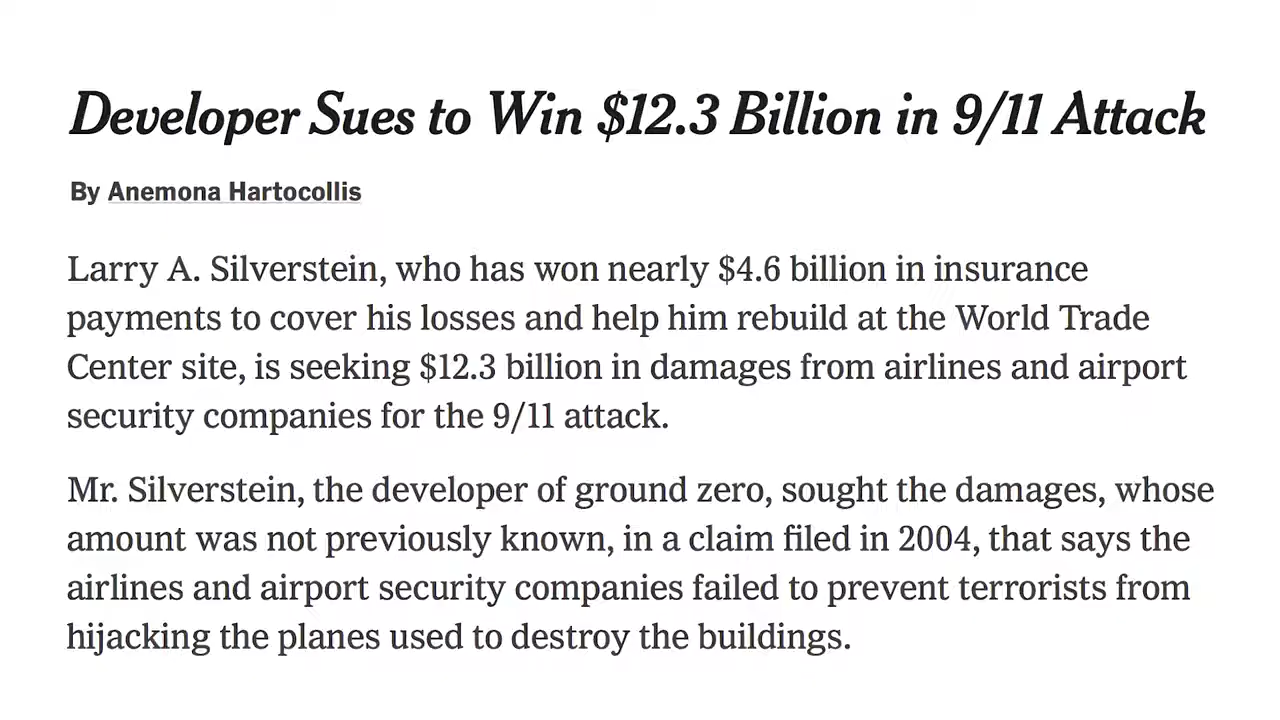 Developer Sues to Win $12.3 Billion in 9/11 Attack
By Anemona Hartocollis
Larry A. Silverstein, who has won nearly $4.6 billion in insurance
payments to cover his losses and help him rebuild at the World Trade
Center site, is seeking $12.3 billion in damages from airlines and airport
security companies for the 9/11 attack.
Mr. Silverstein, the developer of ground zero, sought the damages, whose
amount was not previously known, in a claim filed in 2004, that says the
airlines and airport security companies failed to prevent terrorists from
hijacking the planes used to destroy the buildings.